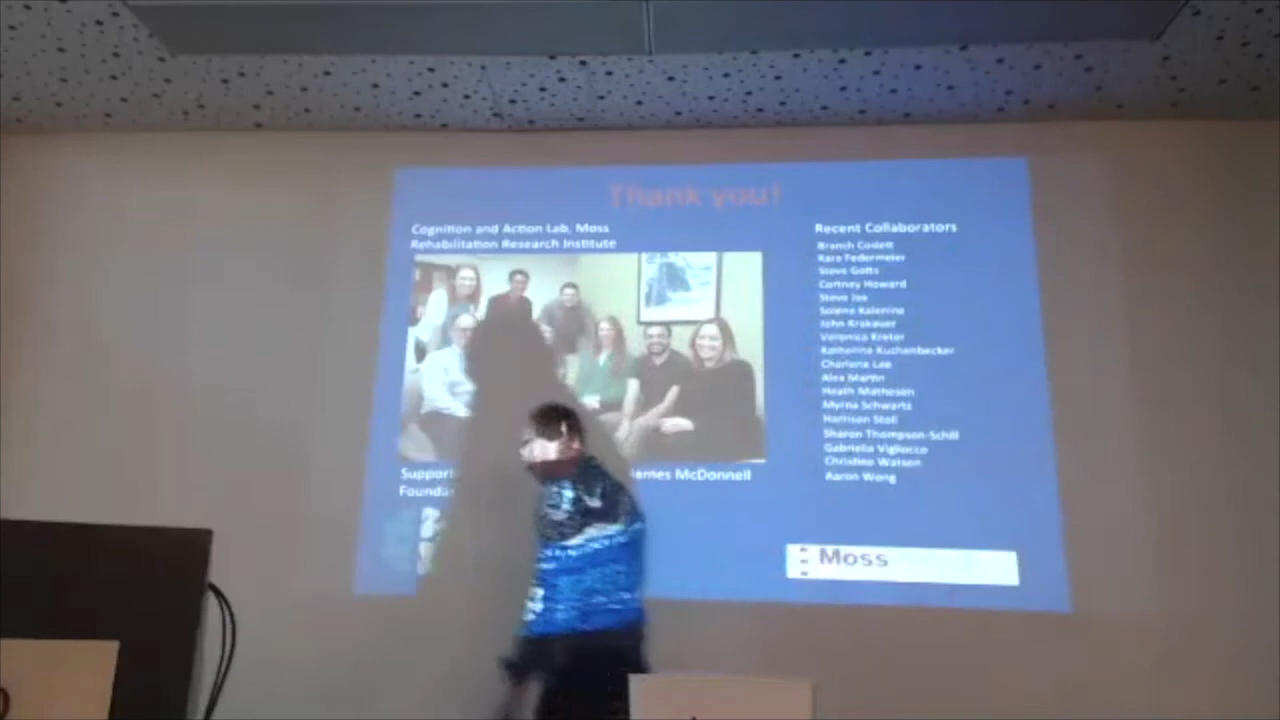 Thank you!
Cognition and Action Lab, Moss
Rehabilitation Research Institute
Support
James McDonnell
Founda
Recent Collaborators
Branch Coslett
Kara Federmeier
Steve Gotts
Cortney Howard
Steve Jax
Solene Kalenine
John Krakauer
Veronica Kreter
Katherine Kuchenbecker
Charlotte Lee
Alex Martin
Heath Matheson
Myrna Schwartz
Harrison Stoll
Sharon Thompson-Schill
Gabriella Vigliocco
Christine Watson
Aaron Wong
Moss